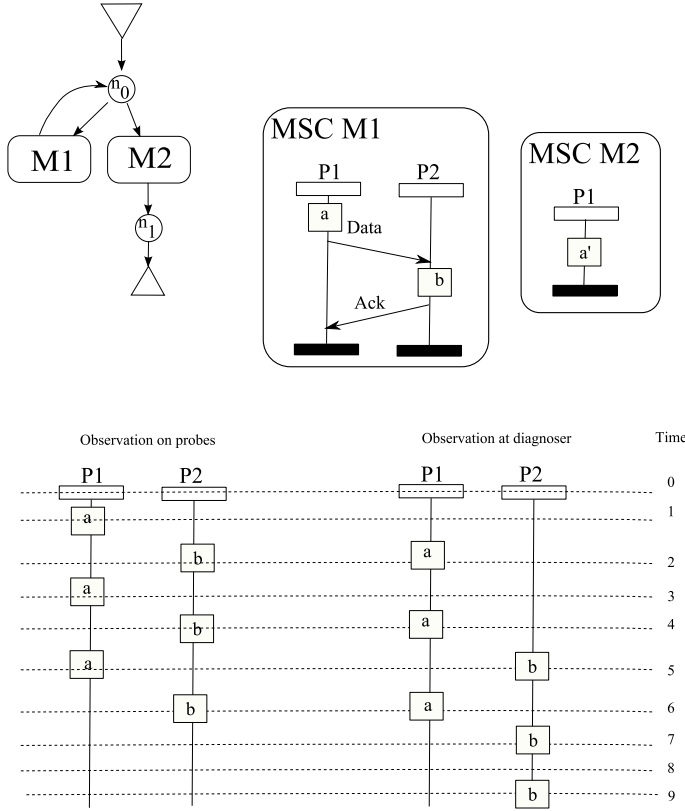 n0
M1 M2
n1
MSC M1
P1 P2
a
Data
b
Ack
MSC M2
P1
a'
Observation on probes Observation at diagnoser Time
P1 P2 P1 P2 0
a 1
b a 2
a 3
b a 4
a b 5
b a 6
b 7
8
b 9